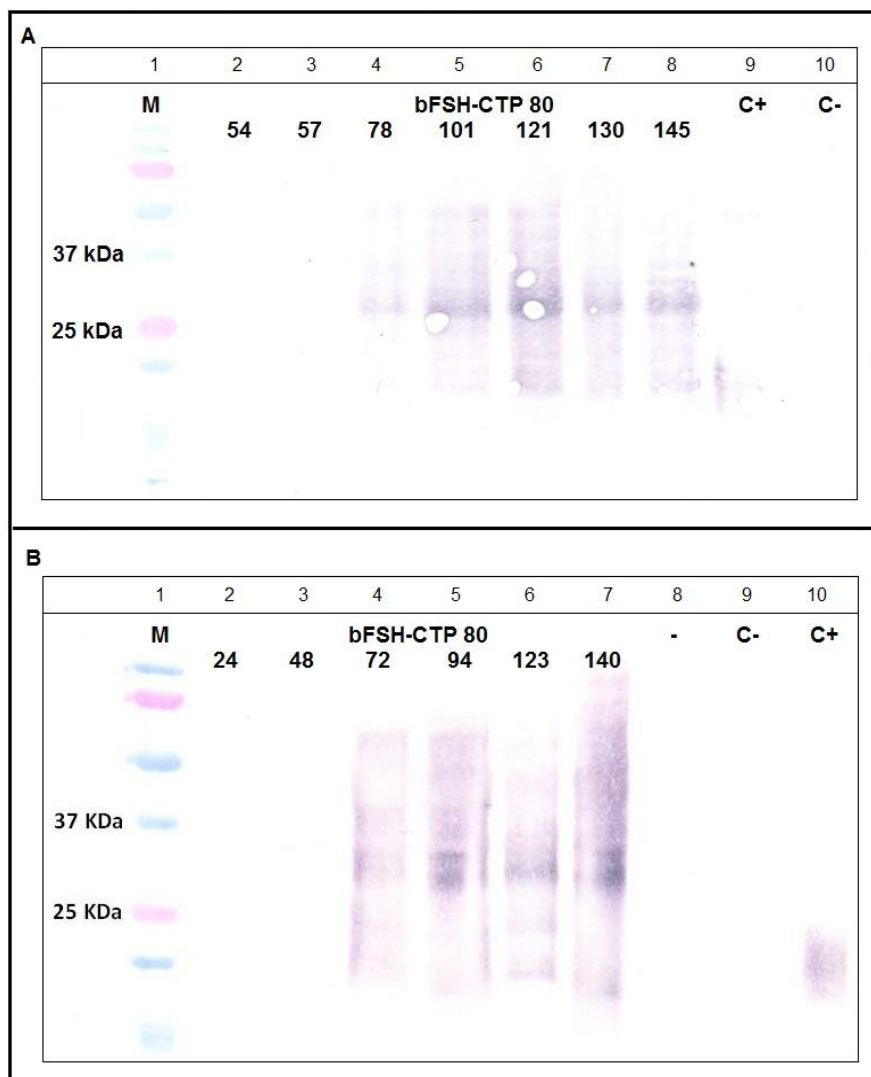 A
1 2 3 4 5 6 7 8 9 10
M bFSH-CTP 80 C+ C-
54 57 78 101 121 130 145
37 kDa
25 kDa
B
1 2 3 4 5 6 7 8 9 10
M bFSH-CTP 80 - C- C+
24 48 72 94 123 140
37 KDa
25 KDa